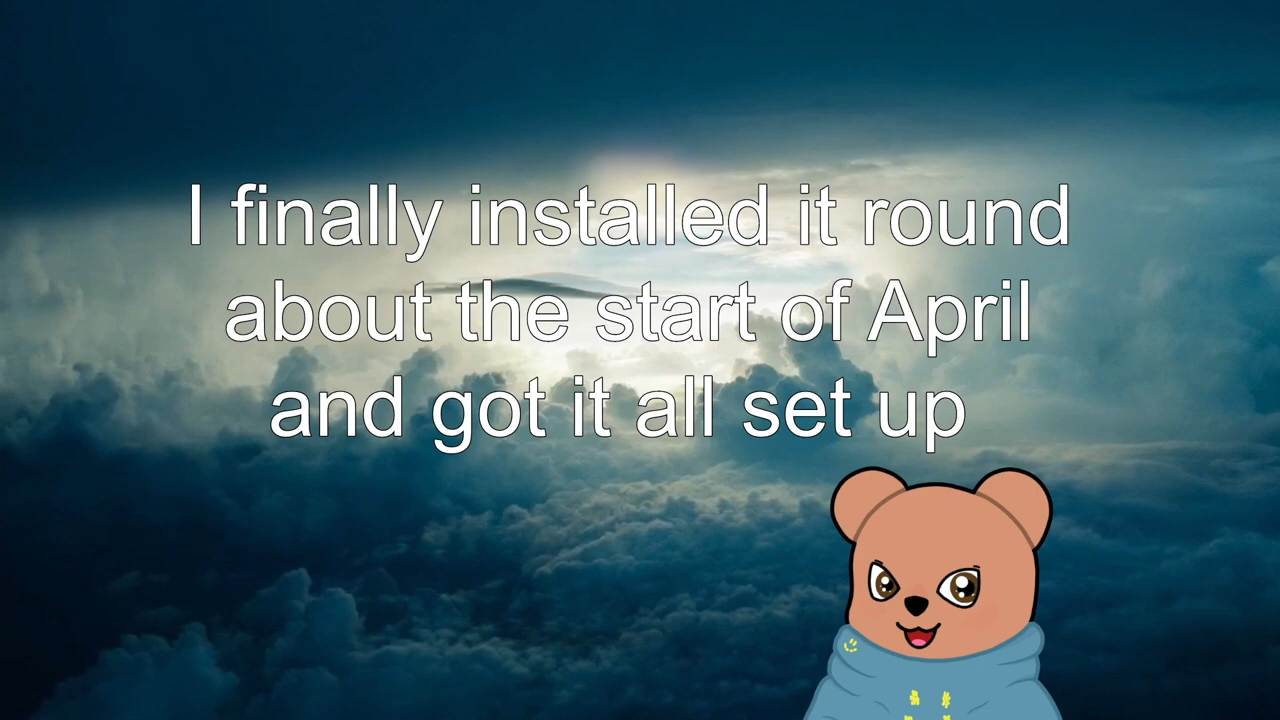 I finally installed it round
about the start of April
and got it all set up